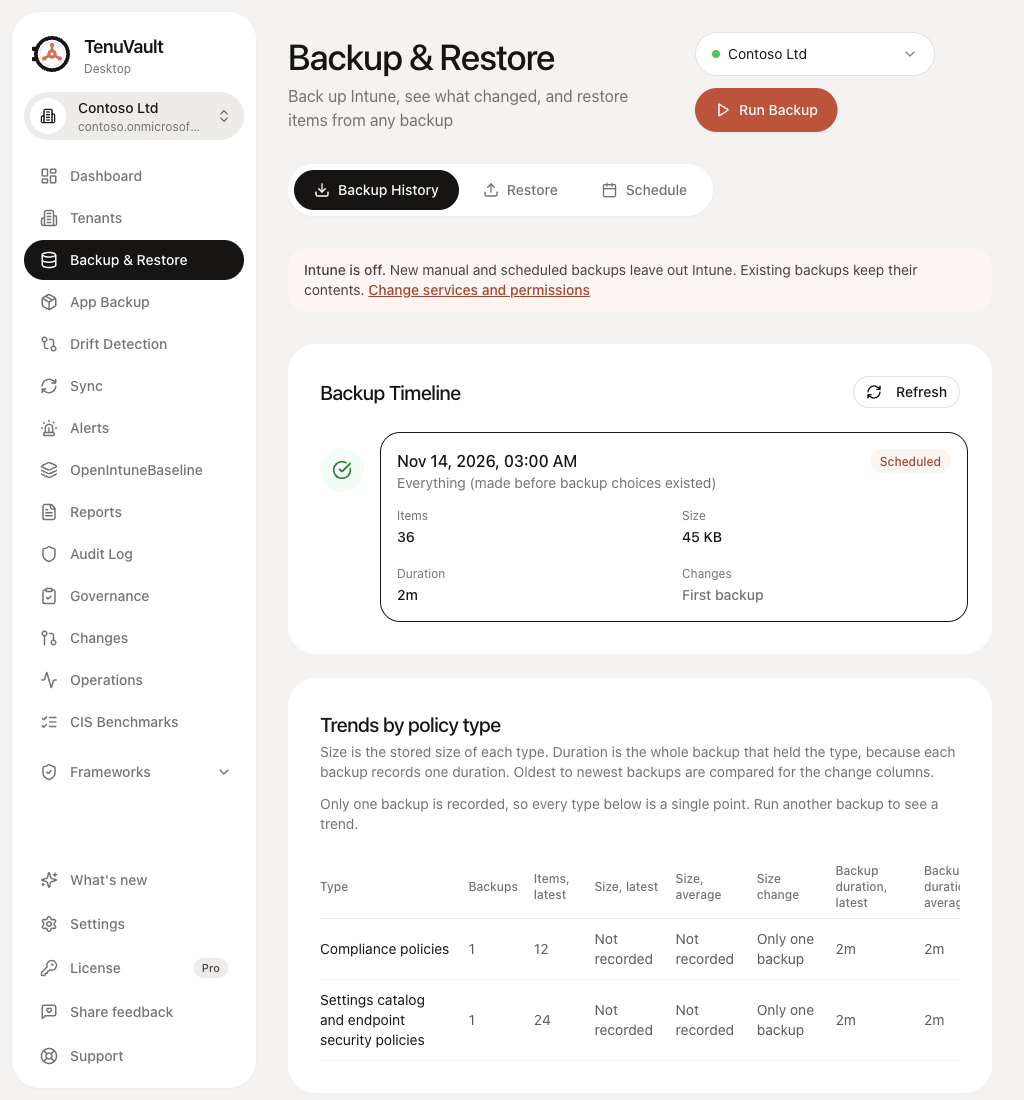 TenuVault
Desktop
Contoso Ltd
contoso.onmicrosof...
Dashboard
Tenants
Backup & Restore
App Backup
Drift Detection
Sync
Alerts
OpenIntuneBaseline
Reports
Audit Log
Governance
Changes
Operations
CIS Benchmarks
Frameworks
What's new
Settings
License
Pro
Share feedback
Support
Backup & Restore
Back up Intune, see what changed, and restore
items from any backup
Contoso Ltd
Run Backup
Backup History
Restore
Schedule
Intune is off. New manual and scheduled backups leave out Intune. Existing backups keep their
contents. Change services and permissions
Backup Timeline
Refresh
Nov 14, 2026, 03:00 AM
Scheduled
Everything (made before backup choices existed)
Items
Size
36
45 KB
Duration
Changes
2m
First backup
Trends by policy type
Size is the stored size of each type. Duration is the whole backup that held the type, because each
backup records one duration. Oldest to newest backups are compared for the change columns.
Only one backup is recorded, so every type below is a single point. Run another backup to see a
trend.
Type
Backups
Items,
latest
Size, latest
Size,
average
Size
change
Backup
duration,
latest
Compliance policies
1
12
Not
recorded
Not
recorded
Only one
backup
2m
2m
Settings catalog
and endpoint
security policies
1
24
Not
recorded
Not
recorded
Only one
backup
2m
2m